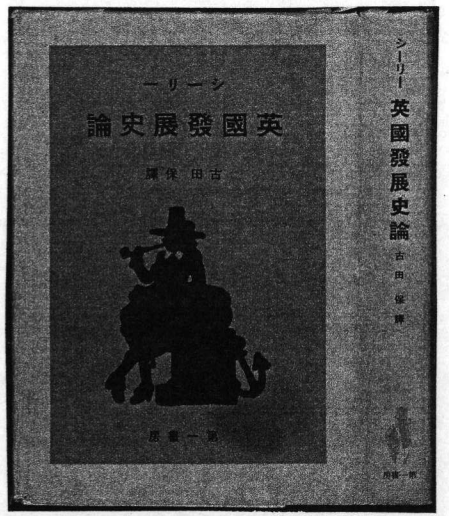 シーリー
英國發展史論
古田保譯
第一書房
シーリー 英國發展史論 古田保譯
第一書房